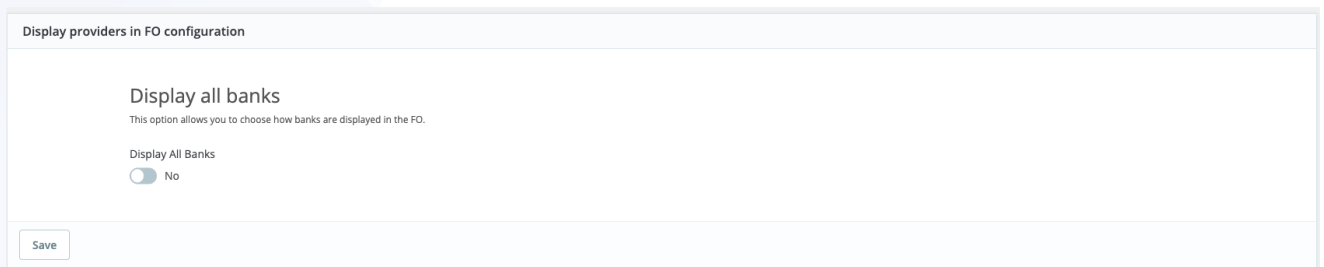 Display providers in FO configuration
Display all banks
This option allows you to choose how banks are displayed in the FO.
Display All Banks
No
Save